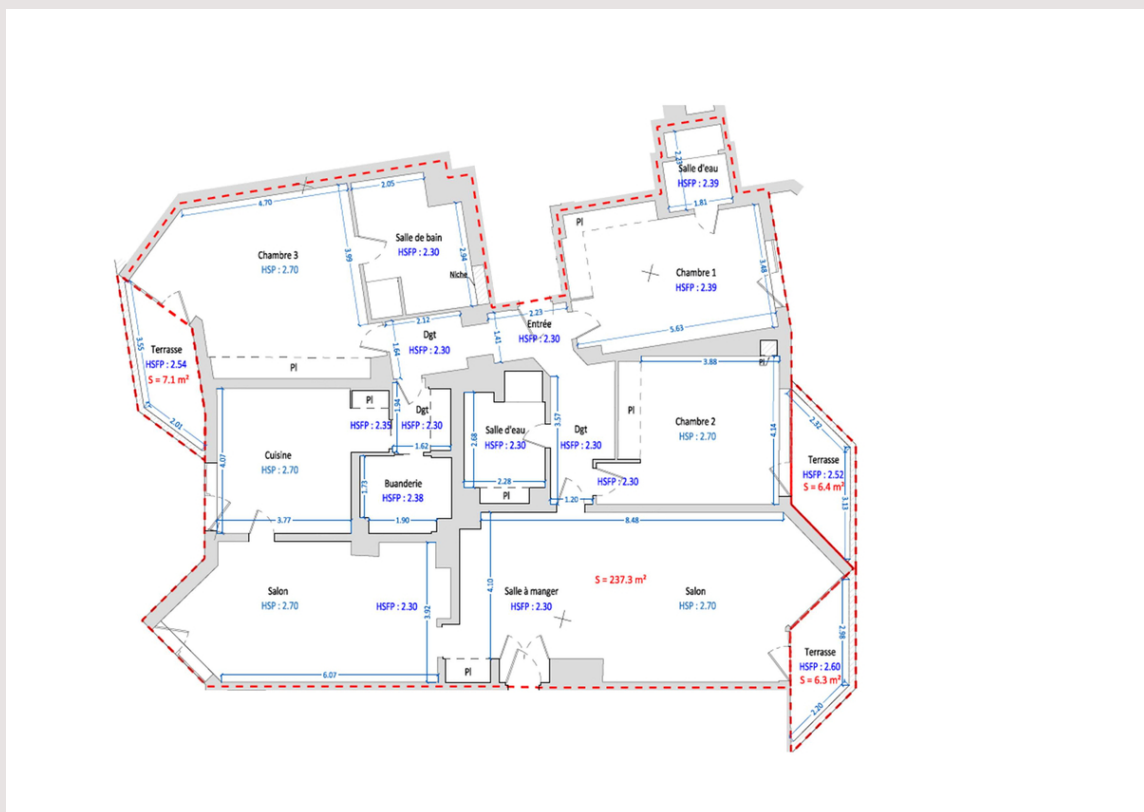 Salle d'eau
HSFP : 2.39
2.27
1.81
Pl
Chambre 1
HSFP : 2.39
3.48
5.63
2.05
4.70
Salle de bain
HSFP : 2.30
2.94
Niche
3.99
Chambre 3
HSP : 2.70
2.12
2.23
Entrée
HSFP : 2.30
1.41
Dgt
HSFP : 2.30
1.64
Terrasse
HSFP : 2.54
S = 7.1 m²
3.55
2.01
Pl
Pl
HSFP : 2.35
1.94
Dgt
HSFP : 2.30
1.62
Cuisine
HSP : 2.70
4.07
3.77
Buanderie
HSFP : 2.38
1.73
1.90
Salle d'eau
HSFP : 2.30
2.68
2.28
Pl
3.57
Dgt
HSFP : 2.30
1.20
HSFP : 2.30
Pl
3.88
Pl
Chambre 2
HSP : 2.70
4.14
2.32
Terrasse
HSFP : 2.52
S = 6.4 m²
3.13
8.48
Salon
HSP : 2.70
HSFP : 2.30
3.92
6.07
4.10
Salle à manger
HSFP : 2.30
S = 237.3 m²
Salon
HSP : 2.70
Pl
2.98
Terrasse
HSFP : 2.60
S = 6.3 m²
2.20